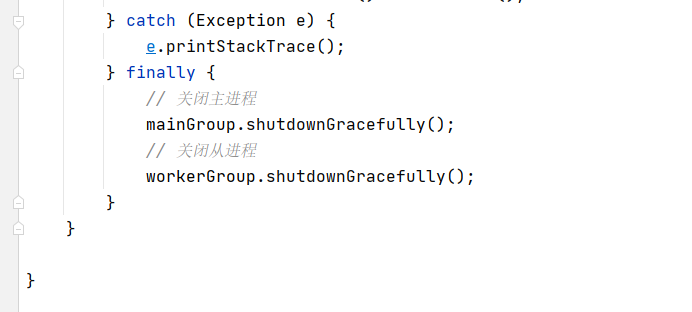 } catch (Exception e) {
e.printStackTrace();
} finally {
// 关闭主进程
mainGroup.shutdownGracefully();
// 关闭从进程
workerGroup.shutdownGracefully();
}
}
}